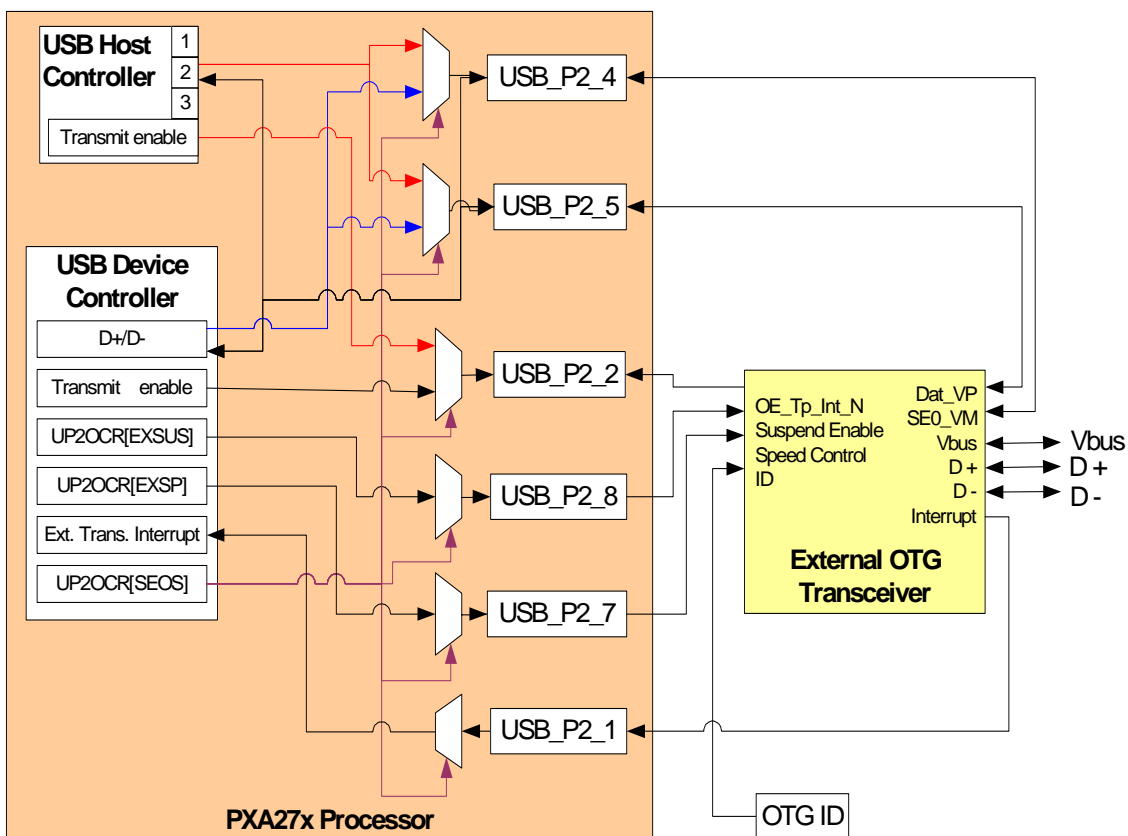 USB Host
Controller
1
2
3
Transmit enable
USB Device
Controller
D+/D-
Transmit enable
UP2OCR[EXSUS]
UP2OCR[EXSP]
Ext. Trans. Interrupt
UP2OCR[SEOS]
USB_P2_4
USB_P2_5
USB_P2_2
USB_P2_8
USB_P2_7
USB_P2_1
PXA27x Processor
OE_Tp_Int_N
Suspend Enable
Speed Control
ID
Dat_VP
SE0_VM
Vbus
D +
D -
Interrupt
External OTG
Transceiver
Vbus
D +
D -
OTG ID